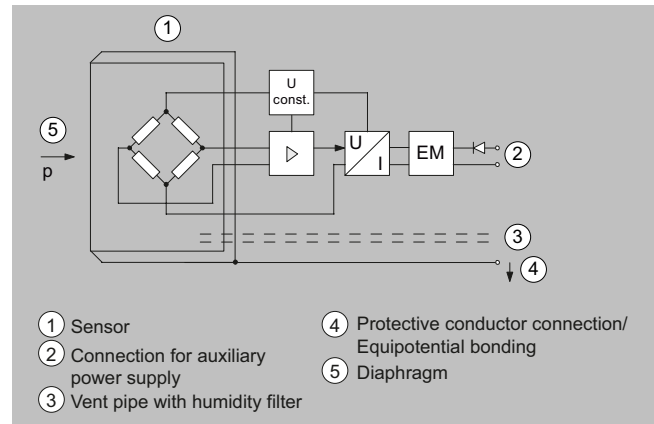 1
U
const.
5
p
U
I
EM
2
3
4
1 Sensor
2 Connection for auxiliary
power supply
3 Vent pipe with humidity filter
4 Protective conductor connection/
Equipotential bonding
5 Diaphragm